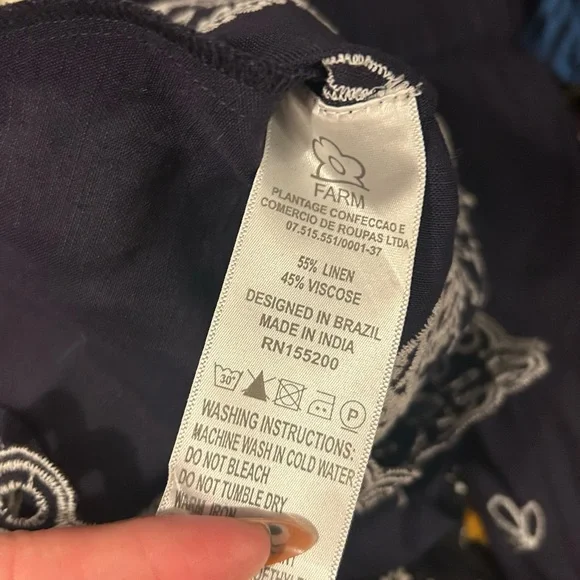 FARM
PLANTAGE CONFECCAO E
COMERCIO DE ROUPAS LTDA
07.515.551/0001-37
55% LINEN
45% VISCOSE
DESIGNED IN BRAZIL
MADE IN INDIA
RN155200
30°
P
WASHING INSTRUCTIONS.
MACHINE WASH IN COLD WATER
DO NOT BLEACH
DO NOT TUMBLE DRY
WARM IRON